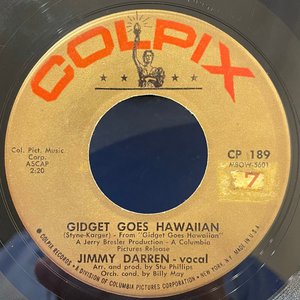 COLPIX
Col. Pict. Music.
Corp.
ASCAP
2:20
CP 189
GIDGET GOES HAWAIIAN
(Styne-Karger) - From "Gidget Goes Hawaiian"
A Jerry Bresler Production - A Columbia
Pictures Release
JIMMY DARREN - vocal
Arr. and prod. by Stu Phillips
Orch. cond. by Billy May
© COLPIX RECORDS • A DIVISION OF COLUMBIA PICTURES CORPORATION • NEW YORK, N.Y.